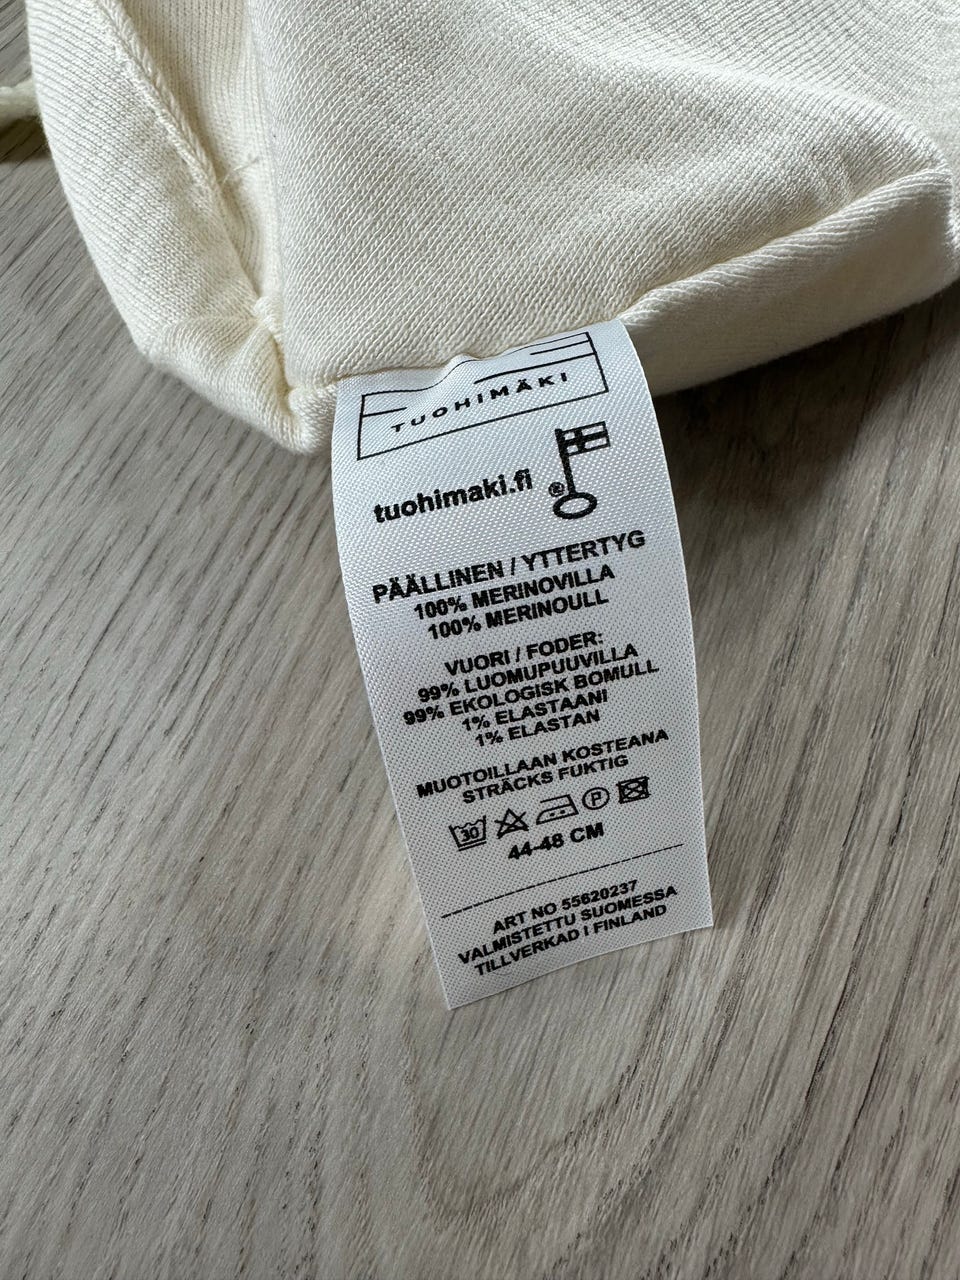 TUOHIMÄKI
tuohimaki.fi
®
PÄÄLLINEN / YTTERTYG
100% MERINOVILLA
100% MERINOULL
VUORI / FODER:
99% LUOMUPUUVILLA
99% EKOLOGISK BOMULL
1% ELASTAANI
1% ELASTAN
MUOTOILLAAN KOSTEANA
STRÄCKS FUKTIG
30 P
44-48 CM
ART NO 55620237
VALMISTETTU SUOMESSA
TILLVERKAD I FINLAND